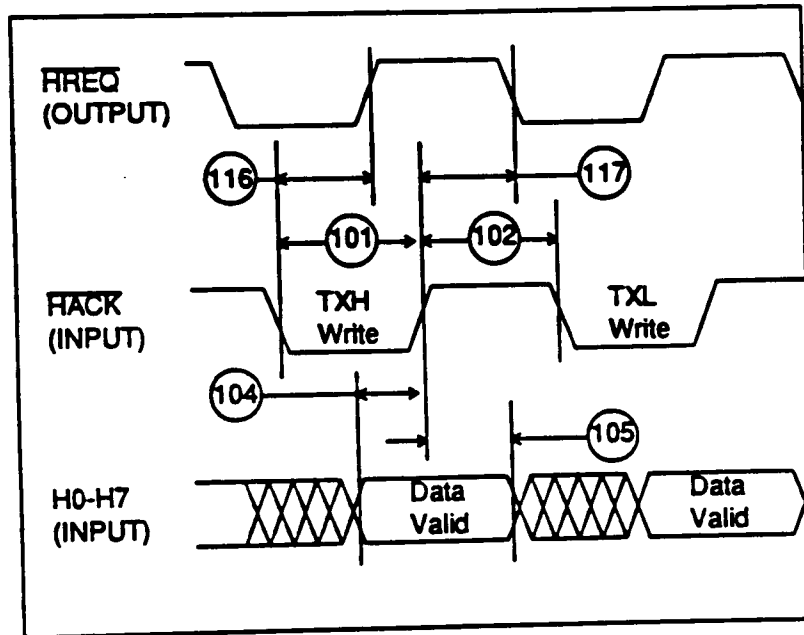 HREQ
(OUTPUT)
116
117
101
102
HACK
(INPUT)
TXH
Write
TXL
Write
104
105
H0-H7
(INPUT)
Data
Valid
Data
Valid